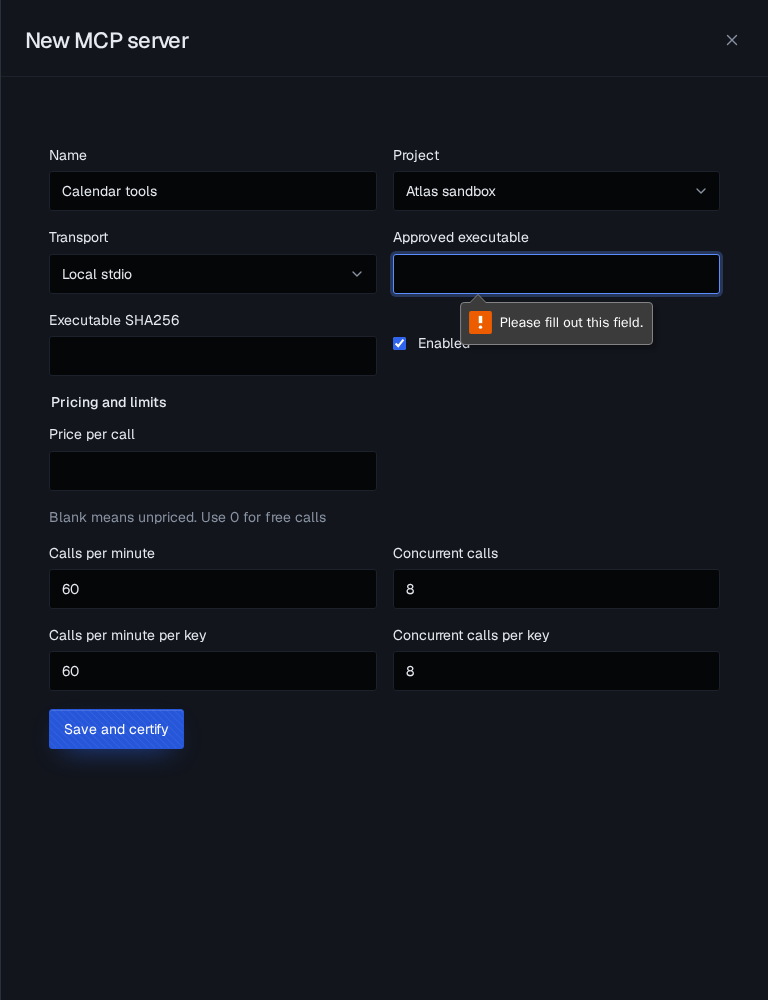 New MCP server
Name
Project
Calendar tools
Atlas sandbox
Transport
Approved executable
Local stdio
Executable SHA256
Please fill out this field.
Enabled
Pricing and limits
Price per call
Blank means unpriced. Use 0 for free calls
Calls per minute
Concurrent calls
60
8
Calls per minute per key
Concurrent calls per key
60
8
Save and certify